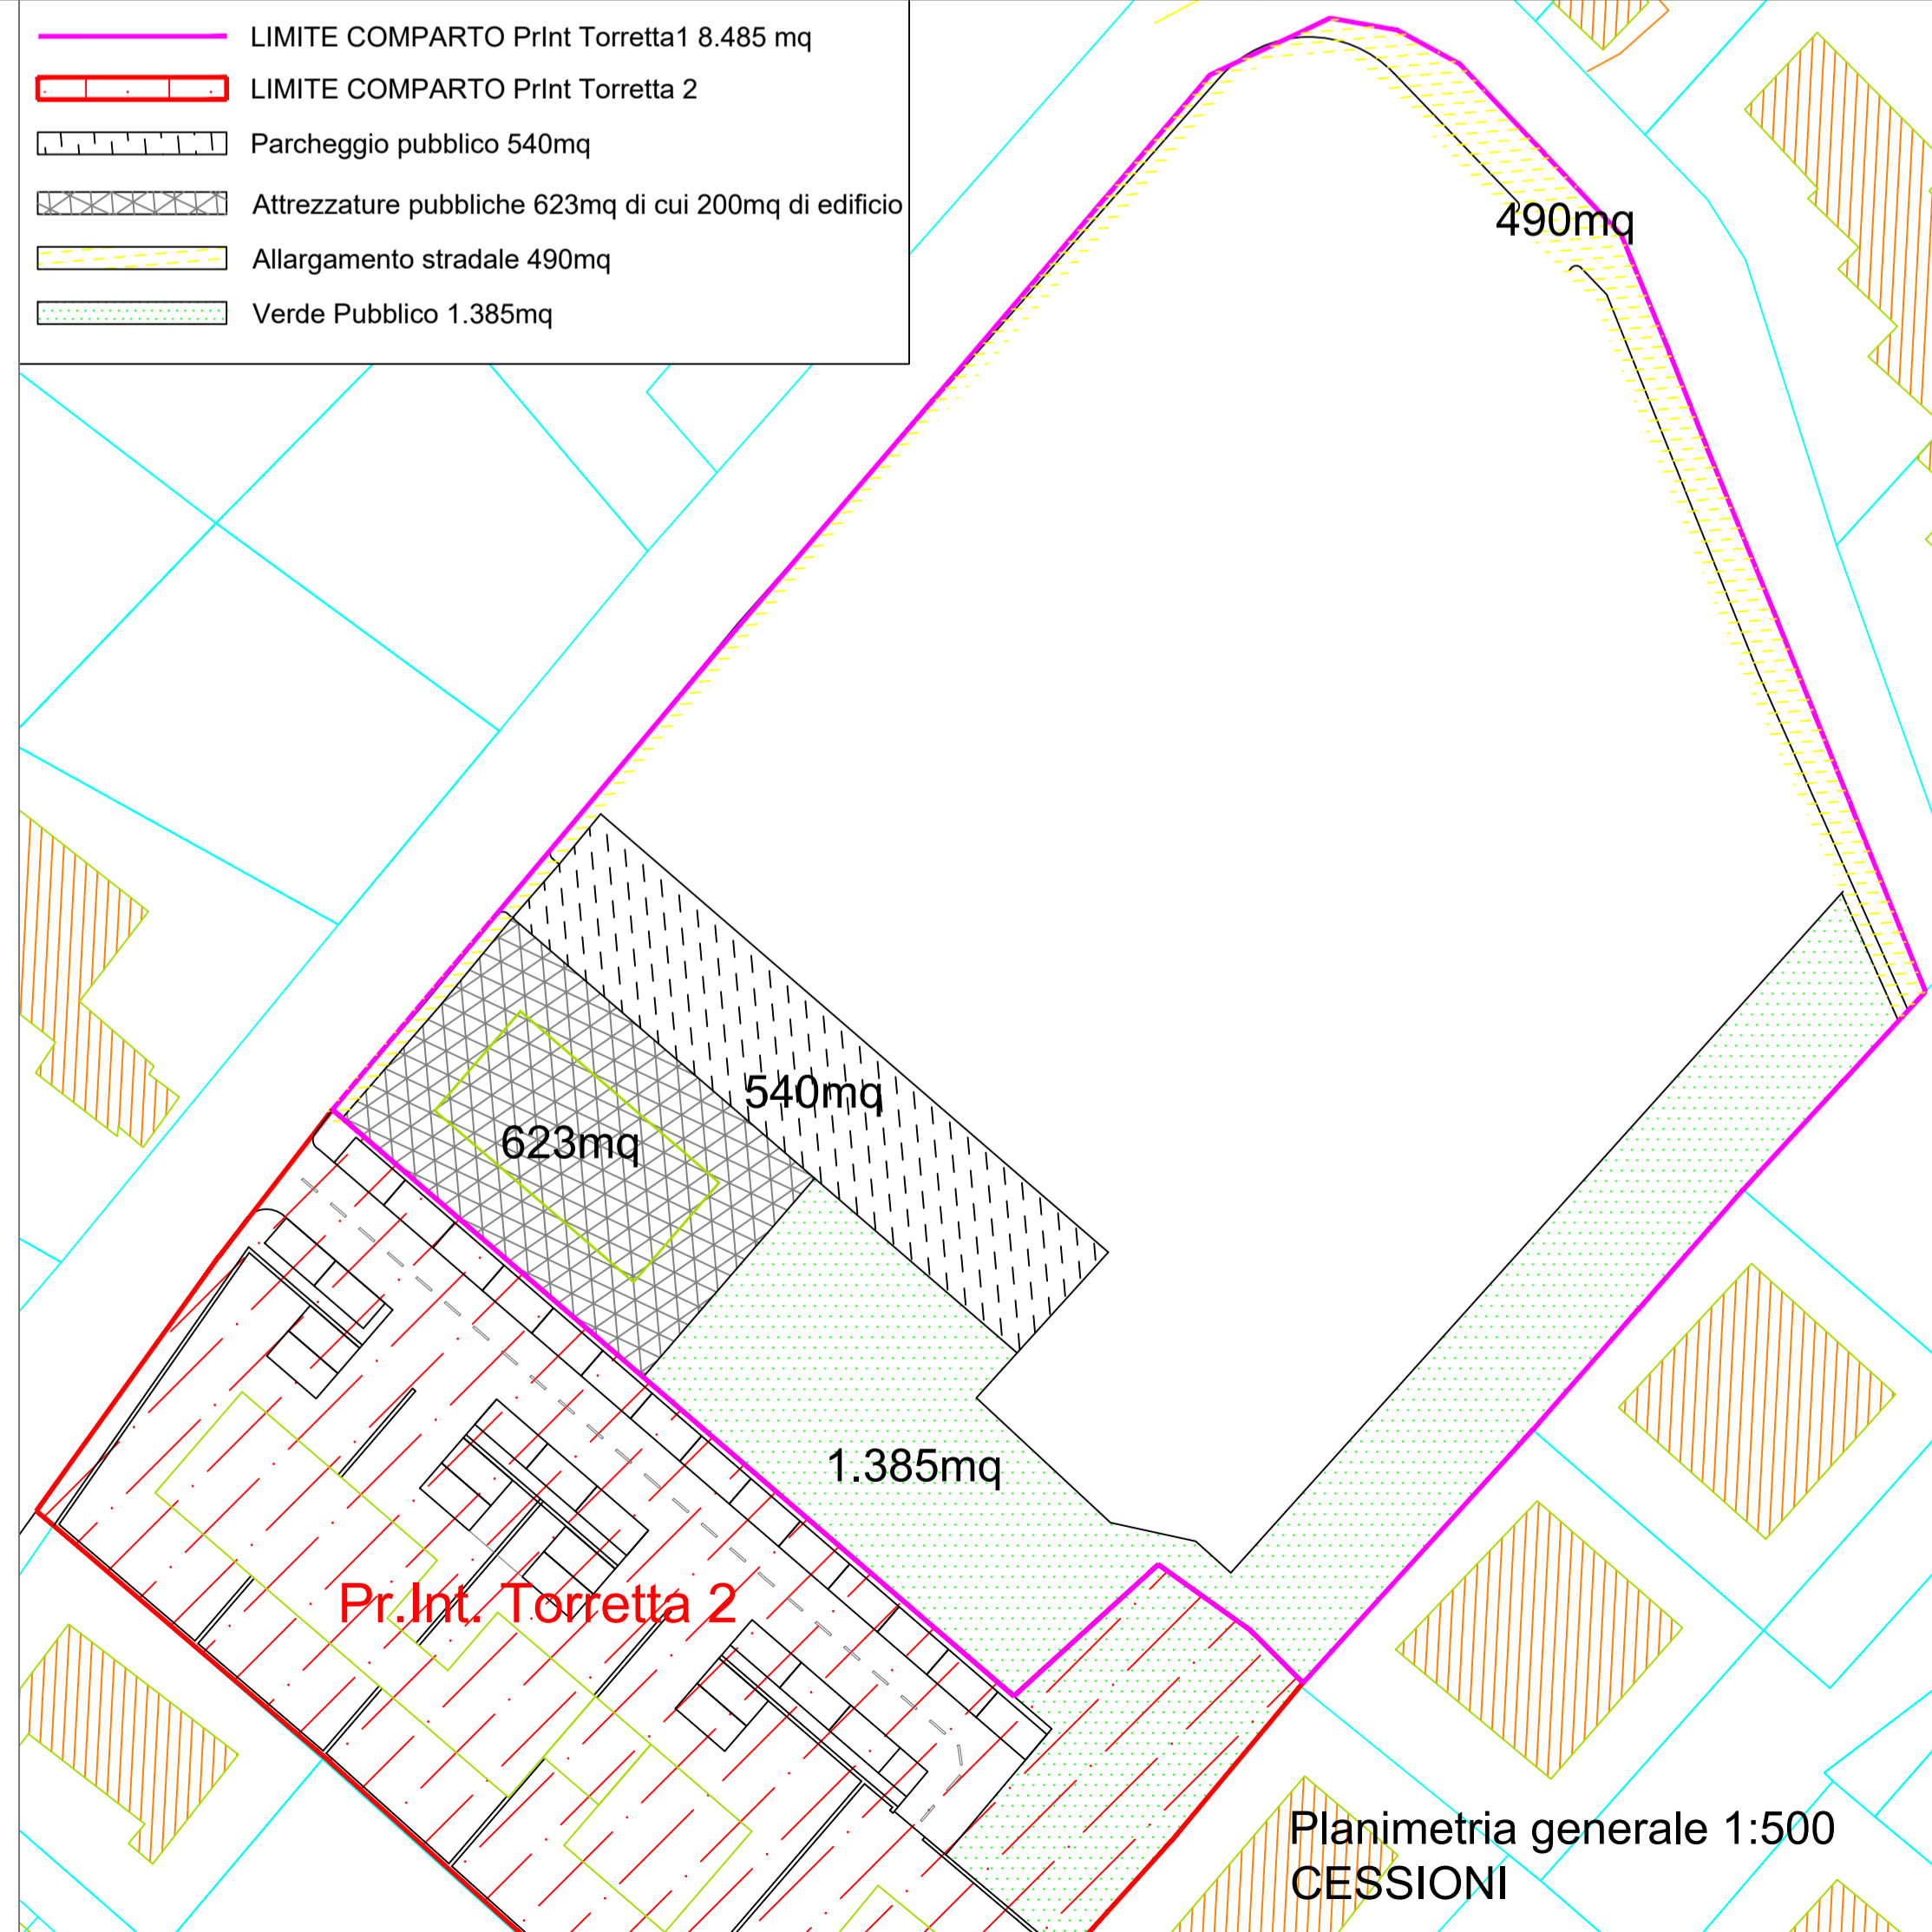 LIMITE COMPARTO PrInt Torretta1 8.485 mq
LIMITE COMPARTO PrInt Torretta 2
Parcheggio pubblico 540mq
Attrezzature pubbliche 623mq di cui 200mq di edificio
Allargamento stradale 490mq
Verde Pubblico 1.385mq
490mq
540mq
623mq
1.385mq
Pr.Int. Torretta 2
Planimetria generale 1:500
CESSIONI